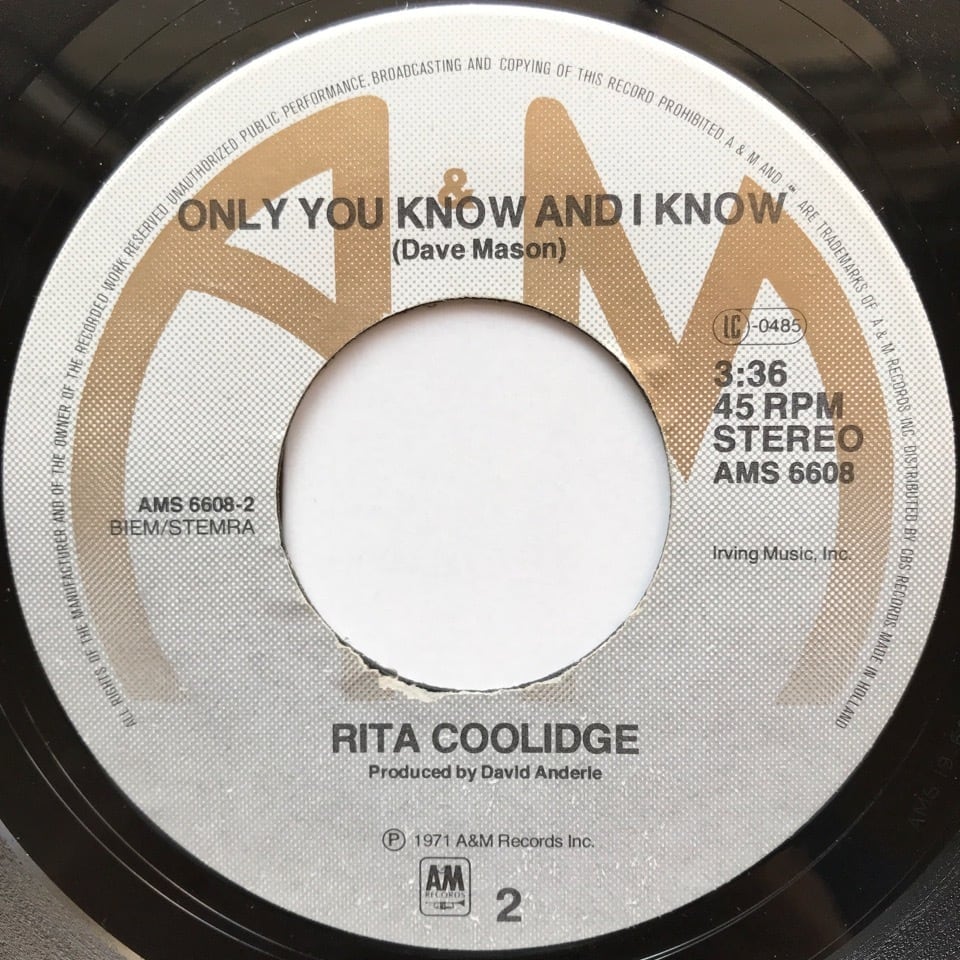 ALL RIGHTS OF THE MANUFACTURER AND OF THE OWNER OF THE RECORDED WORK RESERVED UNAUTHORIZED PUBLIC PERFORMANCE. BROADCASTING AND COPYING OF THIS RECORD PROHIBITED A & M AND ARE TRADEMARKS OF A & M RECORDS INC DISTRIBUTED BY CBS RECORDS MADE IN HOLLAND
A & M
ONLY YOU KNOW AND I KNOW
(Dave Mason)
LC-0485
3:36
45 RPM
STEREO
AMS 6608
AMS 6608-2
BIEM/STEMRA
Irving Music, Inc.
RITA COOLIDGE
Produced by David Anderle
℗ 1971 A&M Records Inc.
AM
RECORDS
2